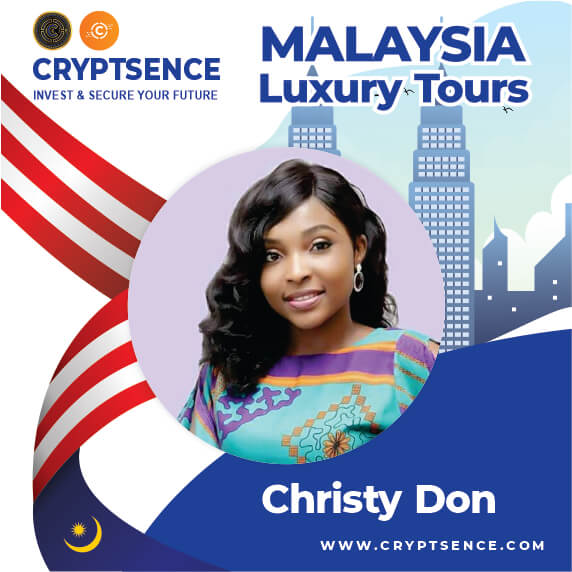 CRYPTSENCE
INVEST & SECURE YOUR FUTURE
MALAYSIA
Luxury Tours
Christy Don
WWW.CRYPTSENCE.COM